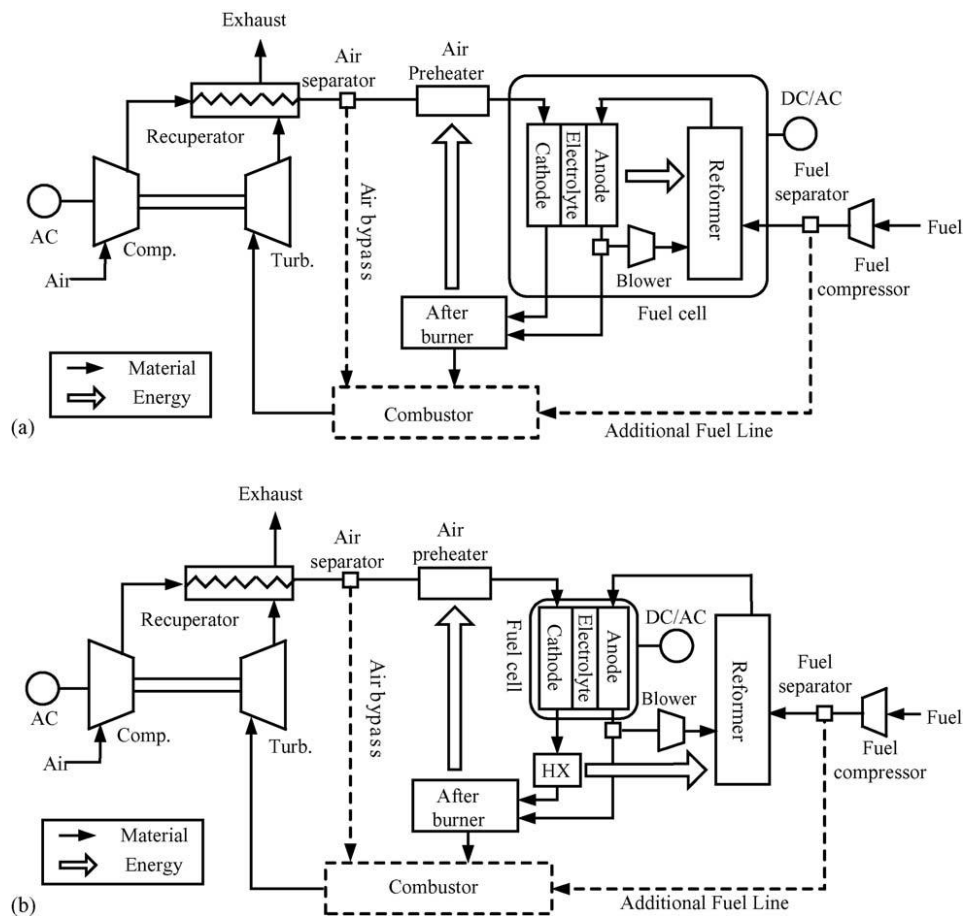 Exhaust
Air
separator
Air
Preheater
DC/AC
Recuperator
Cathode
Electrolyte
Anode
Reformer
Fuel
separator
AC
Comp.
Turb.
Air
Air bypass
Blower
Fuel
Fuel
compressor
Fuel cell
After
burner
Material
Energy
Combustor
Additional Fuel Line
(a)
Exhaust
Air
separator
Air
preheater
DC/AC
Recuperator
Fuel cell
Cathode
Electrolyte
Anode
Reformer
Fuel
separator
AC
Comp.
Turb.
Air
Air bypass
Blower
Fuel
Fuel
compressor
HX
After
burner
Material
Energy
Combustor
Additional Fuel Line
(b)